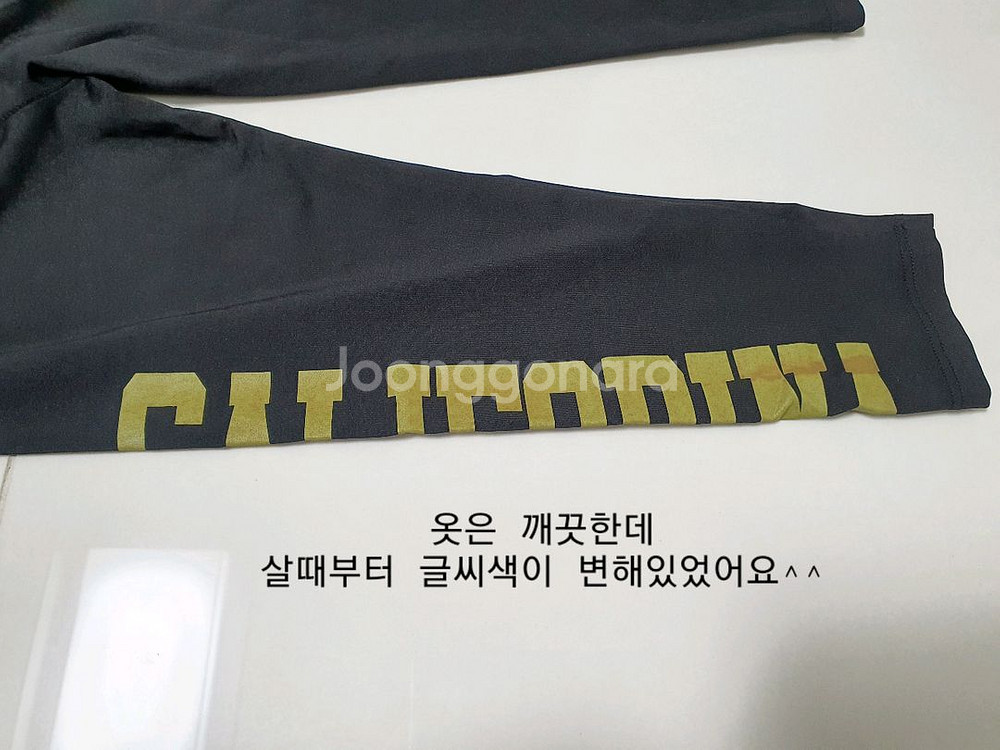 Joonggonara
CALIFORNIA
옷은 깨끗한데
살때부터 글씨색이 변해있었어요^^